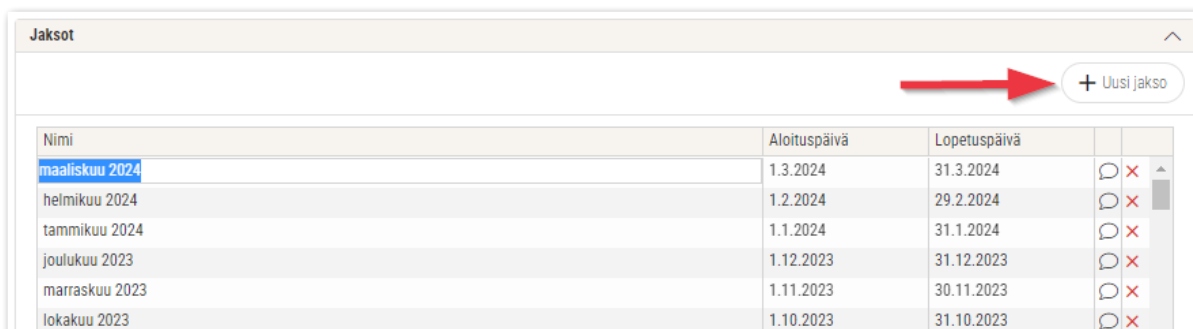 Jaksot
+ Uusi jakso
Nimi Aloituspäivä Lopetuspäivä
maaliskuu 2024 1.3.2024 31.3.2024
helmikuu 2024 1.2.2024 29.2.2024
tammikuu 2024 1.1.2024 31.1.2024
joulukuu 2023 1.12.2023 31.12.2023
marraskuu 2023 1.11.2023 30.11.2023
lokakuu 2023 1.10.2023 31.10.2023